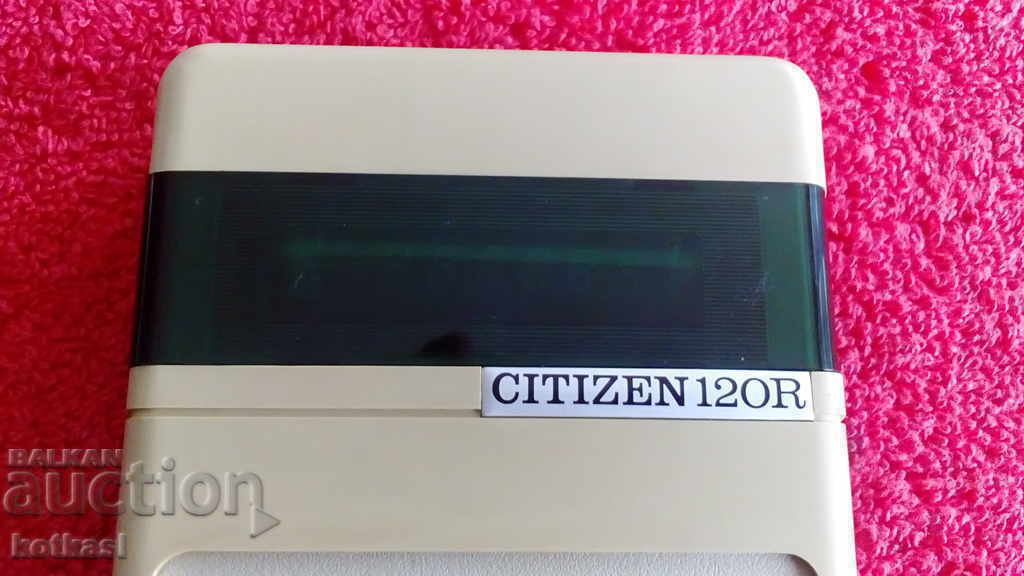 CITIZEN 120R
BALKAN
auction
kotkasl